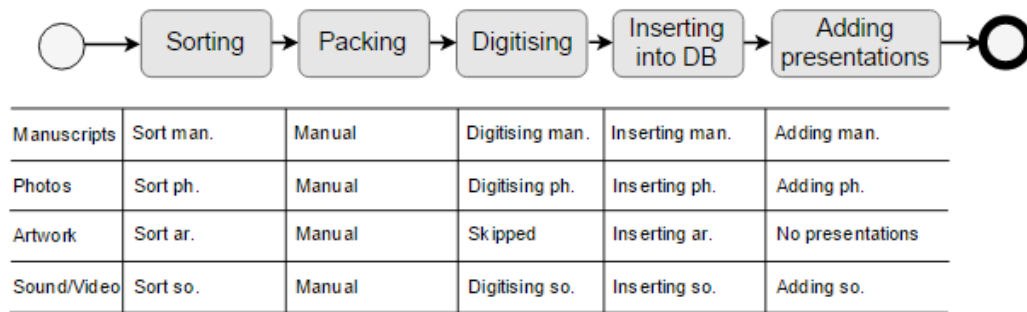 Sorting
Packing
Digitising
Inserting
into DB
Adding
presentations
Manuscripts Sort man. Manual Digitising man. Inserting man. Adding man.
Photos Sort ph. Manual Digitising ph. Inserting ph. Adding ph.
Artwork Sort ar. Manual Skipped Inserting ar. No presentations
Sound/Video Sort so. Manual Digitising so. Inserting so. Adding so.